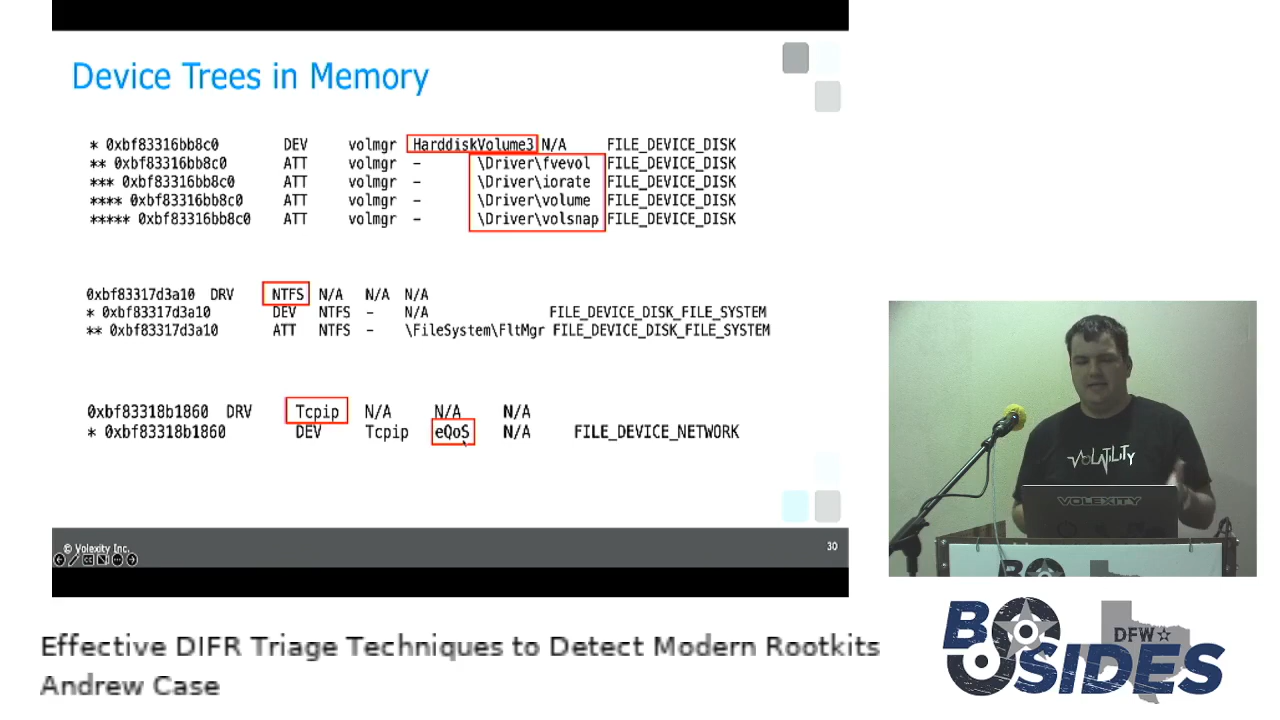 Device Trees in Memory
* 0xbf83316bb8c0 DEV volmgr HarddiskVolume3 N/A FILE_DEVICE_DISK
** 0xbf83316bb8c0 ATT volmgr - \Driver\fvevol FILE_DEVICE_DISK
*** 0xbf83316bb8c0 ATT volmgr - \Driver\iorate FILE_DEVICE_DISK
**** 0xbf83316bb8c0 ATT volmgr - \Driver\volume FILE_DEVICE_DISK
***** 0xbf83316bb8c0 ATT volmgr - \Driver\volsnap FILE_DEVICE_DISK
0xbf83317d3a10 DRV NTFS N/A N/A N/A
* 0xbf83317d3a10 DEV NTFS - N/A FILE_DEVICE_DISK_FILE_SYSTEM
** 0xbf83317d3a10 ATT NTFS - \FileSystem\FltMgr FILE_DEVICE_DISK_FILE_SYSTEM
0xbf83318b1860 DRV Tcpip N/A N/A N/A
* 0xbf83318b1860 DEV Tcpip eQoS N/A FILE_DEVICE_NETWORK
© Volexity Inc.
30
VOLATILITY
VOLEXITY
Effective DIFR Triage Techniques to Detect Modern Rootkits
Andrew Case
BSIDES
DFW